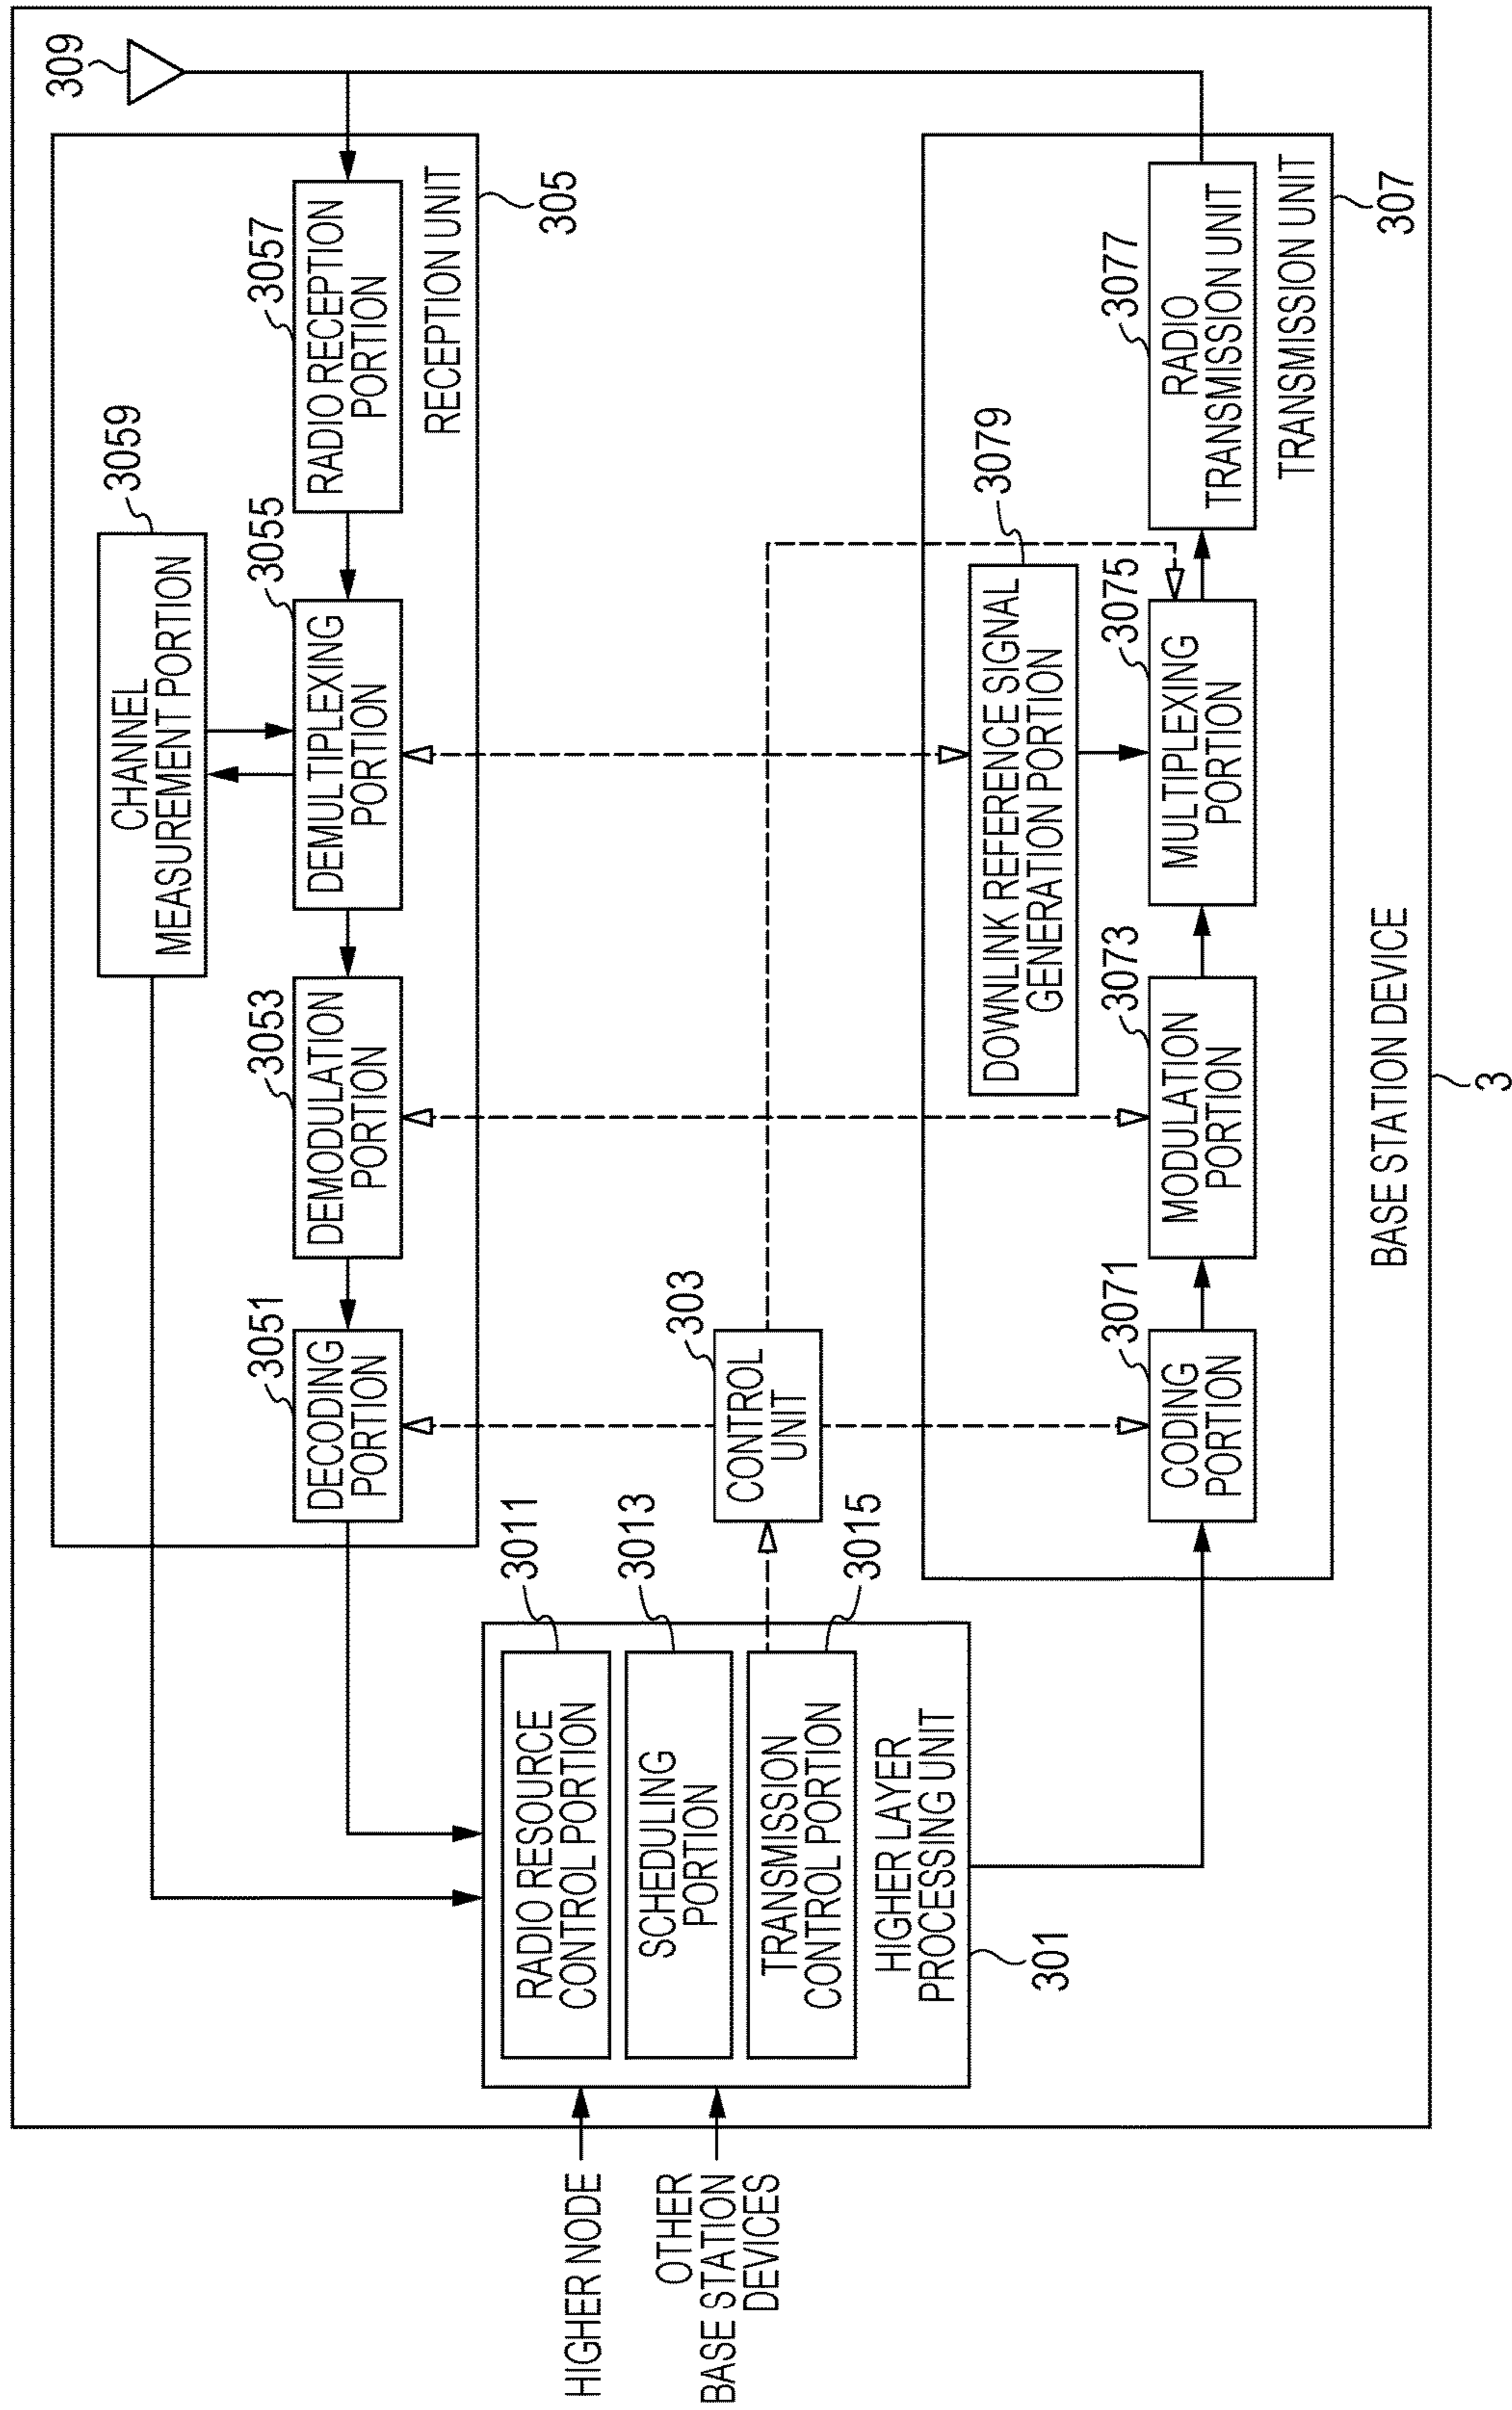 309
3059
CHANNEL
MEASUREMENT PORTION
3051
DECODING
PORTION
3053
DEMODULATION
PORTION
3055
DEMULTIPLEXING
PORTION
3057
RADIO RECEPTION
PORTION
RECEPTION UNIT
305
HIGHER NODE
OTHER
BASE STATION
DEVICES
3011
RADIO RESOURCE
CONTROL PORTION
3013
SCHEDULING
PORTION
3015
TRANSMISSION
CONTROL PORTION
HIGHER LAYER
PROCESSING UNIT
301
303
CONTROL
UNIT
3079
DOWNLINK REFERENCE SIGNAL
GENERATION PORTION
3071
CODING
PORTION
3073
MODULATION
PORTION
3075
MULTIPLEXING
PORTION
3077
RADIO
TRANSMISSION UNIT
TRANSMISSION UNIT
307
BASE STATION DEVICE
3